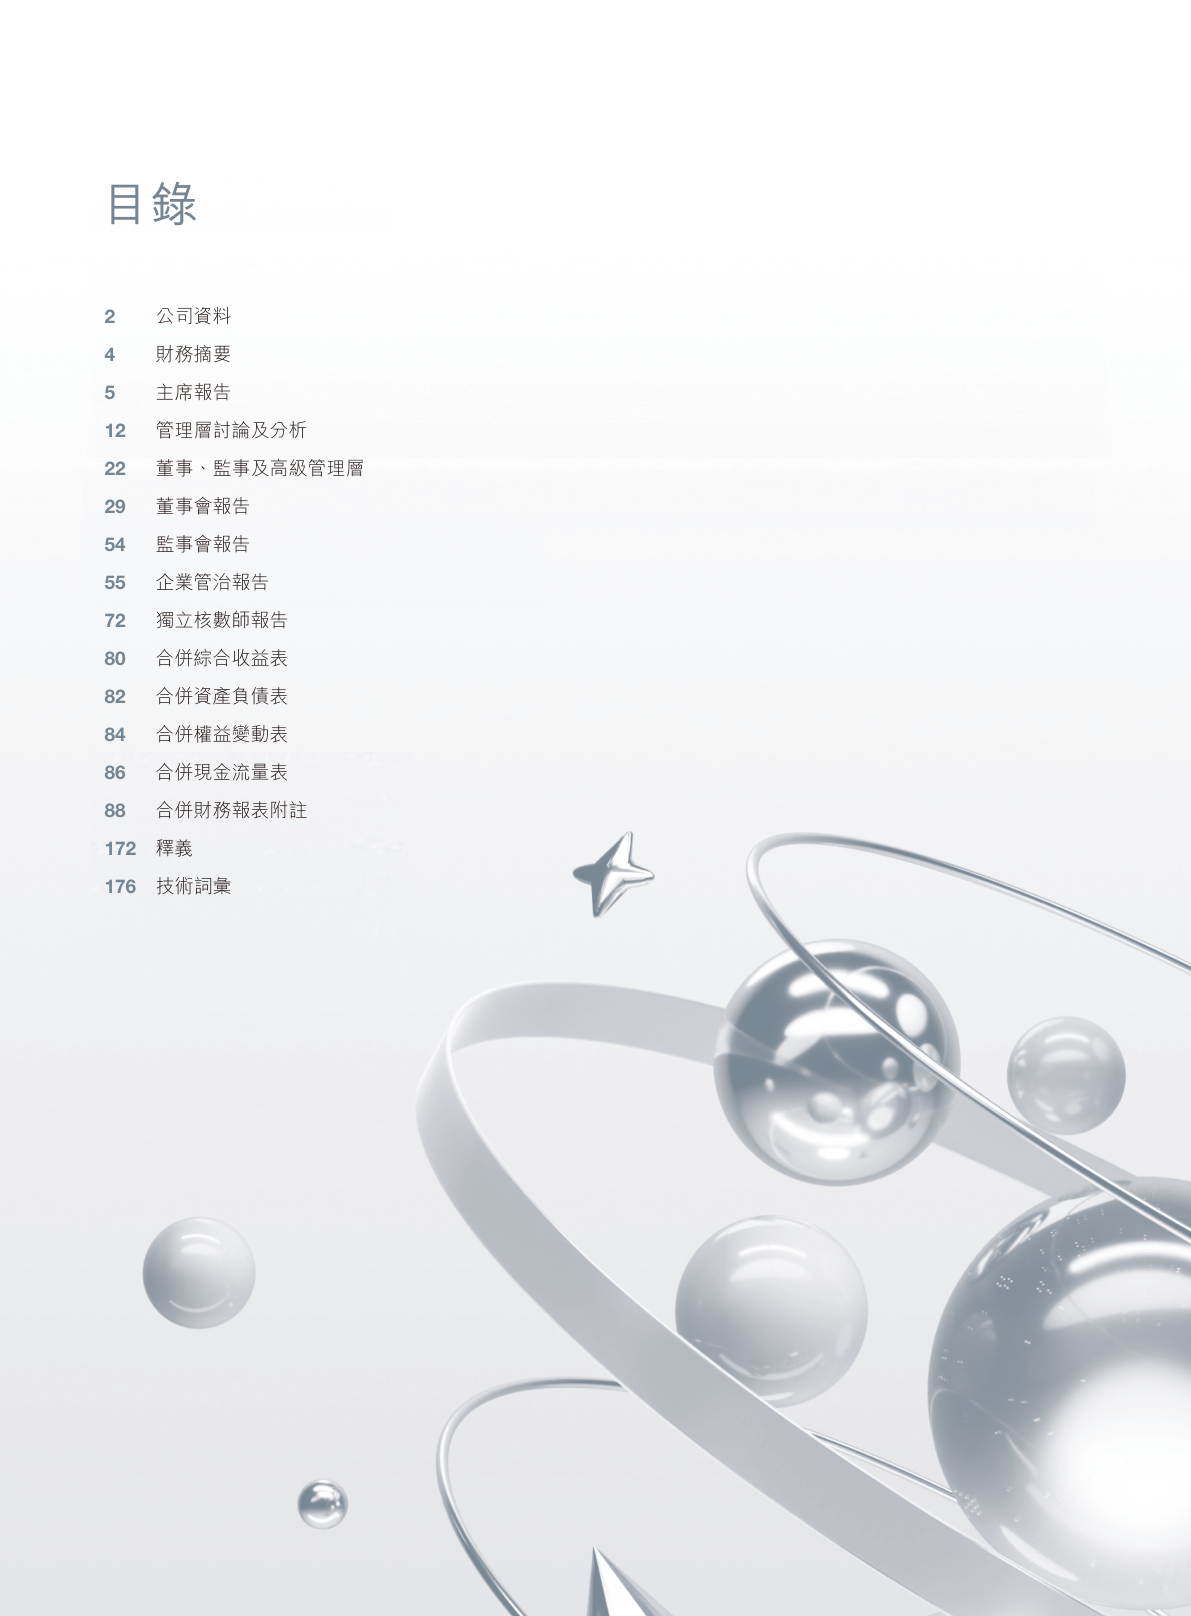 目錄
2 公司資料
4 財務摘要
5 主席報告
12 管理層討論及分析
22 董事、監事及高級管理層
29 董事會報告
54 監事會報告
55 企業管治報告
72 獨立核數師報告
80 合併綜合收益表
82 合併資產負債表
84 合併權益變動表
86 合併現金流量表
88 合併財務報表附註
172 釋義
176 技術詞彙